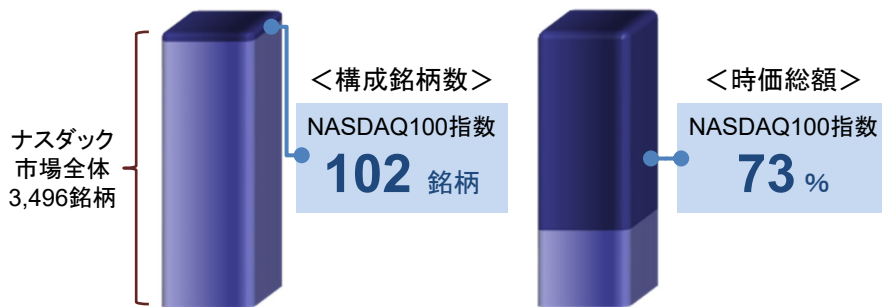 ナスダック
市場全体
3,496銘柄
＜構成銘柄数＞
NASDAQ100指数
102 銘柄
＜時価総額＞
NASDAQ100指数
73 %